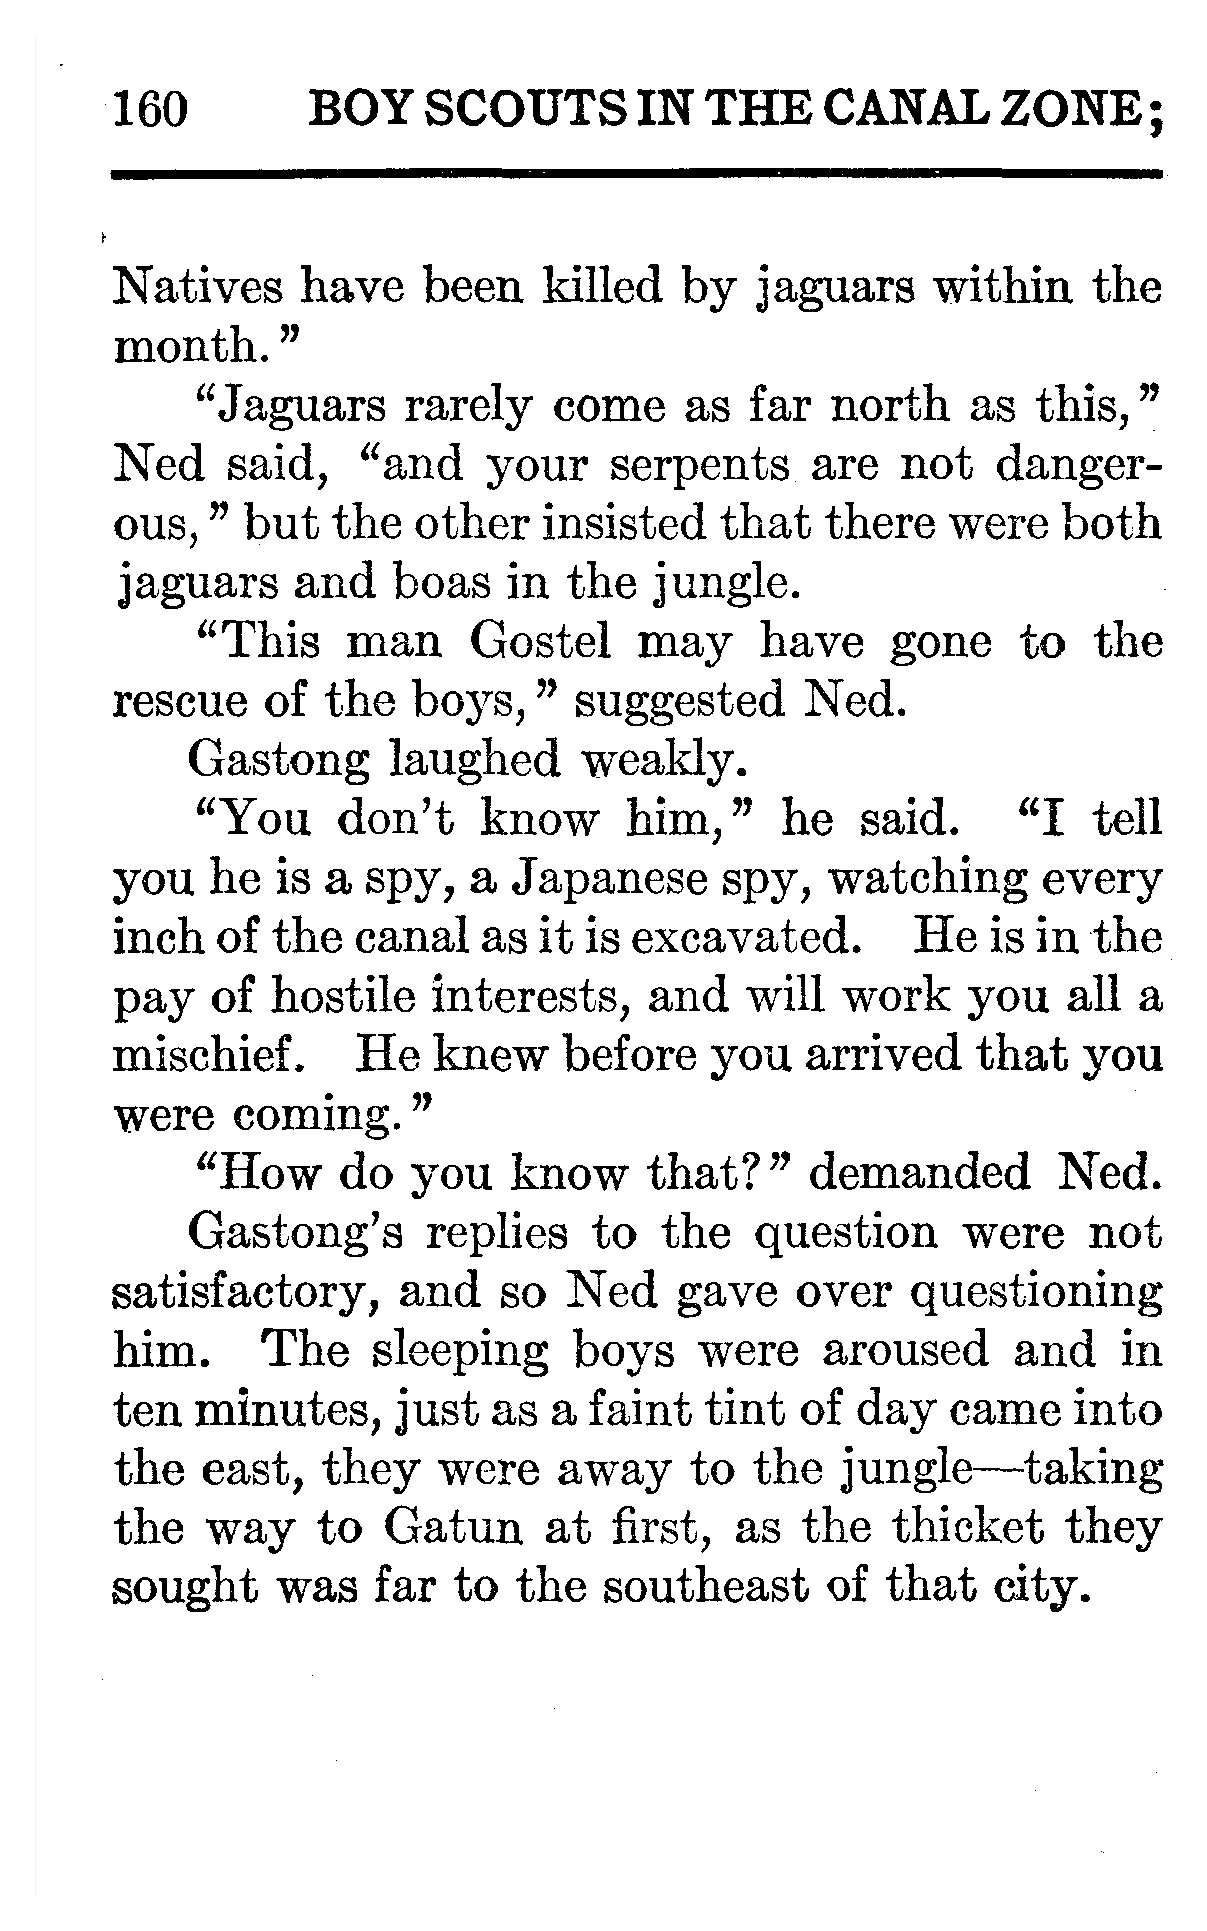 160 BOY SCOUTS IN THE CANAL ZONE;
Natives have been killed by jaguars within the
month.”
“Jaguars rarely come as far north as this,”
Ned said, “and your serpents are not danger-
ous,” but the other insisted that there were both
jaguars and boas in the jungle.
“This man Gostel may have gone to the
rescue of the boys,” suggested Ned.
Gastong laughed weakly.
“You don’t know him,” he said. “I tell
you he is a spy, a Japanese spy, watching every
inch of the canal as it is excavated. He is in the
pay of hostile interests, and will work you all a
mischief. He knew before you arrived that you
were coming.”
“How do you know that?” demanded Ned.
Gastong’s replies to the question were not
satisfactory, and so Ned gave over questioning
him. The sleeping boys were aroused and in
ten minutes, just as a faint tint of day came into
the east, they were away to the jungle—taking
the way to Gatun at first, as the thicket they
sought was far to the southeast of that city.